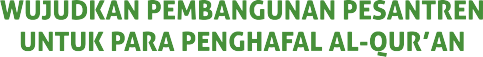 WUJUDKAN PEMBANGUNAN PESANTREN
UNTUK PARA PENGHAFAL AL-QUR’AN